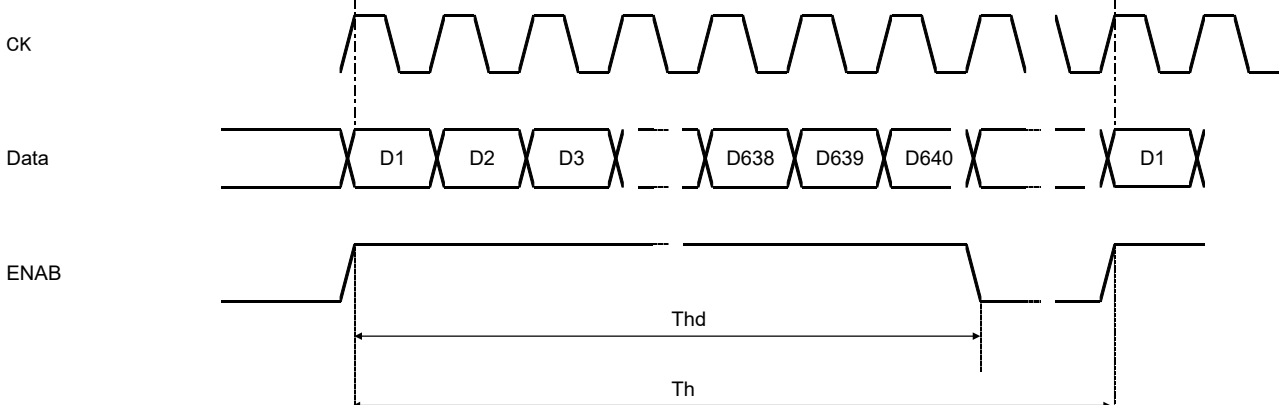 CK
Data
D1 D2 D3 D638 D639 D640 D1
ENAB
Thd
Th